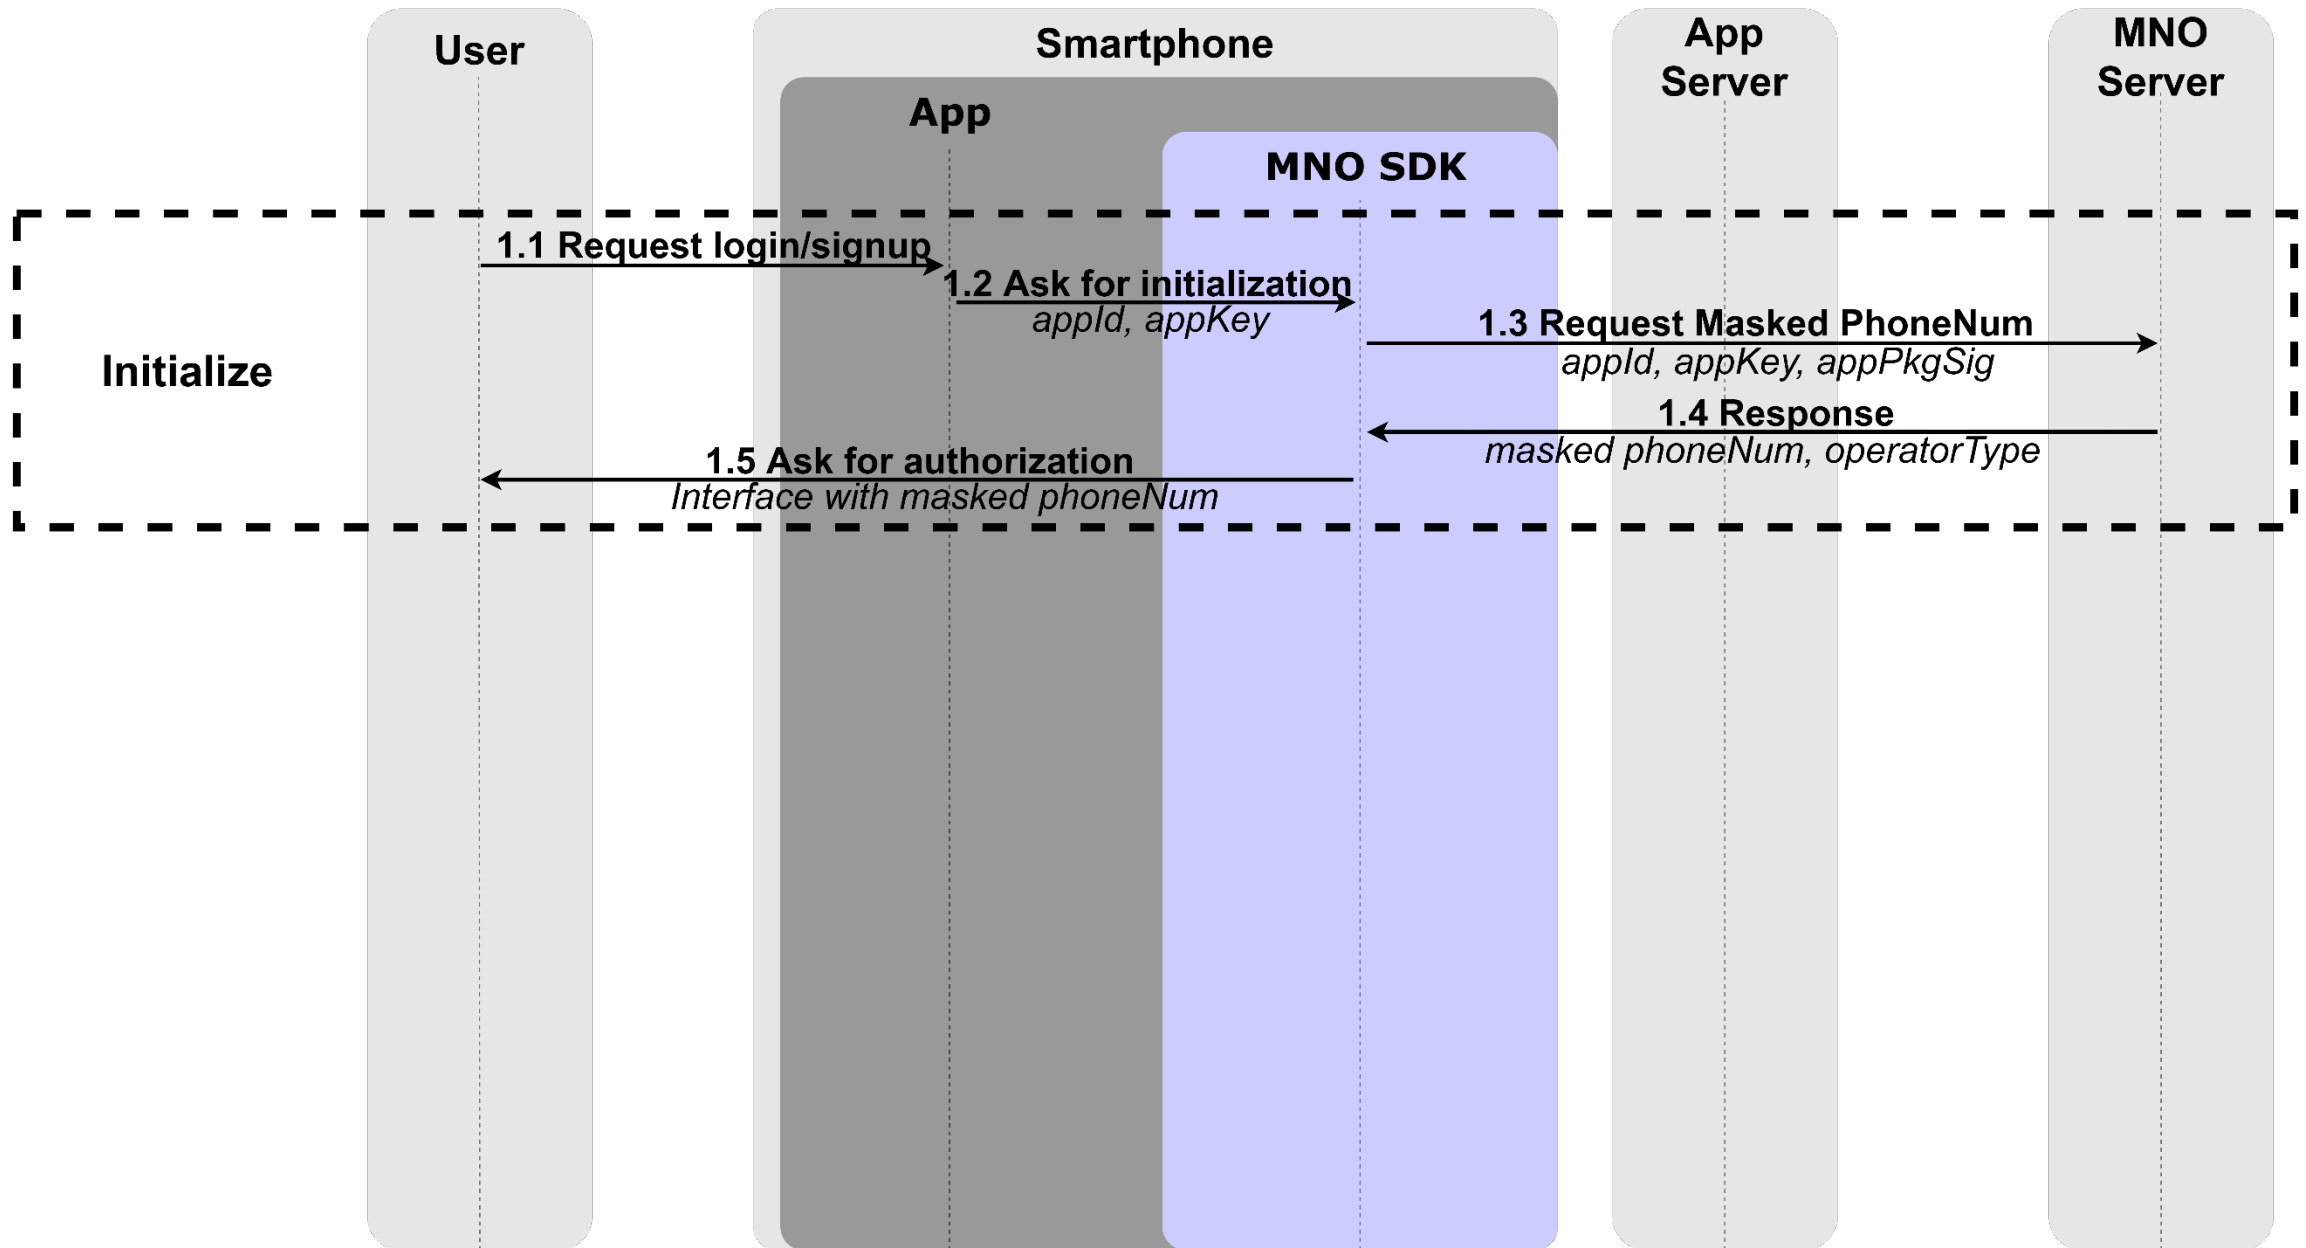 User
Smartphone
App
Server
MNO
Server
App
MNO SDK
Initialize
1.1 Request login/signup
1.2 Ask for initialization
appId, appKey
1.3 Request Masked PhoneNum
appId, appKey, appPkgSig
1.4 Response
masked phoneNum, operatorType
1.5 Ask for authorization
Interface with masked phoneNum